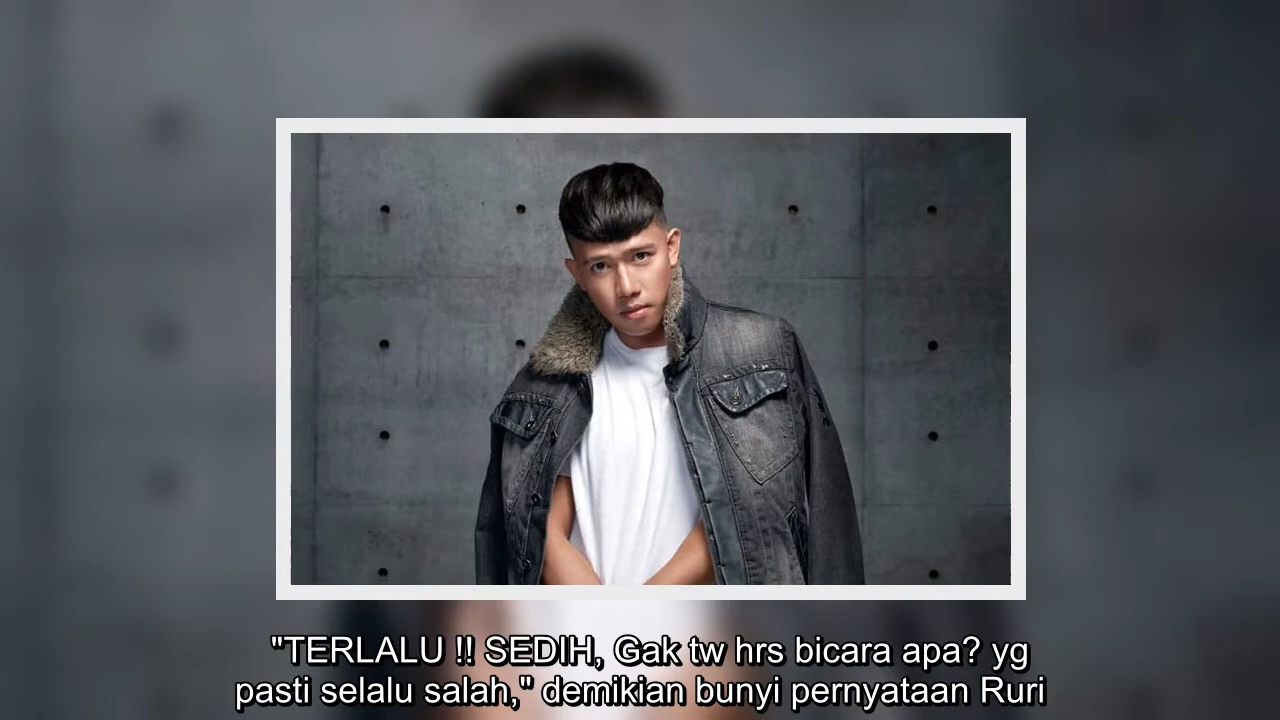 "TERLALU !! SEDIH, Gak tw hrs bicara apa? yg
pasti selalu salah," demikian bunyi pernyataan Ruri